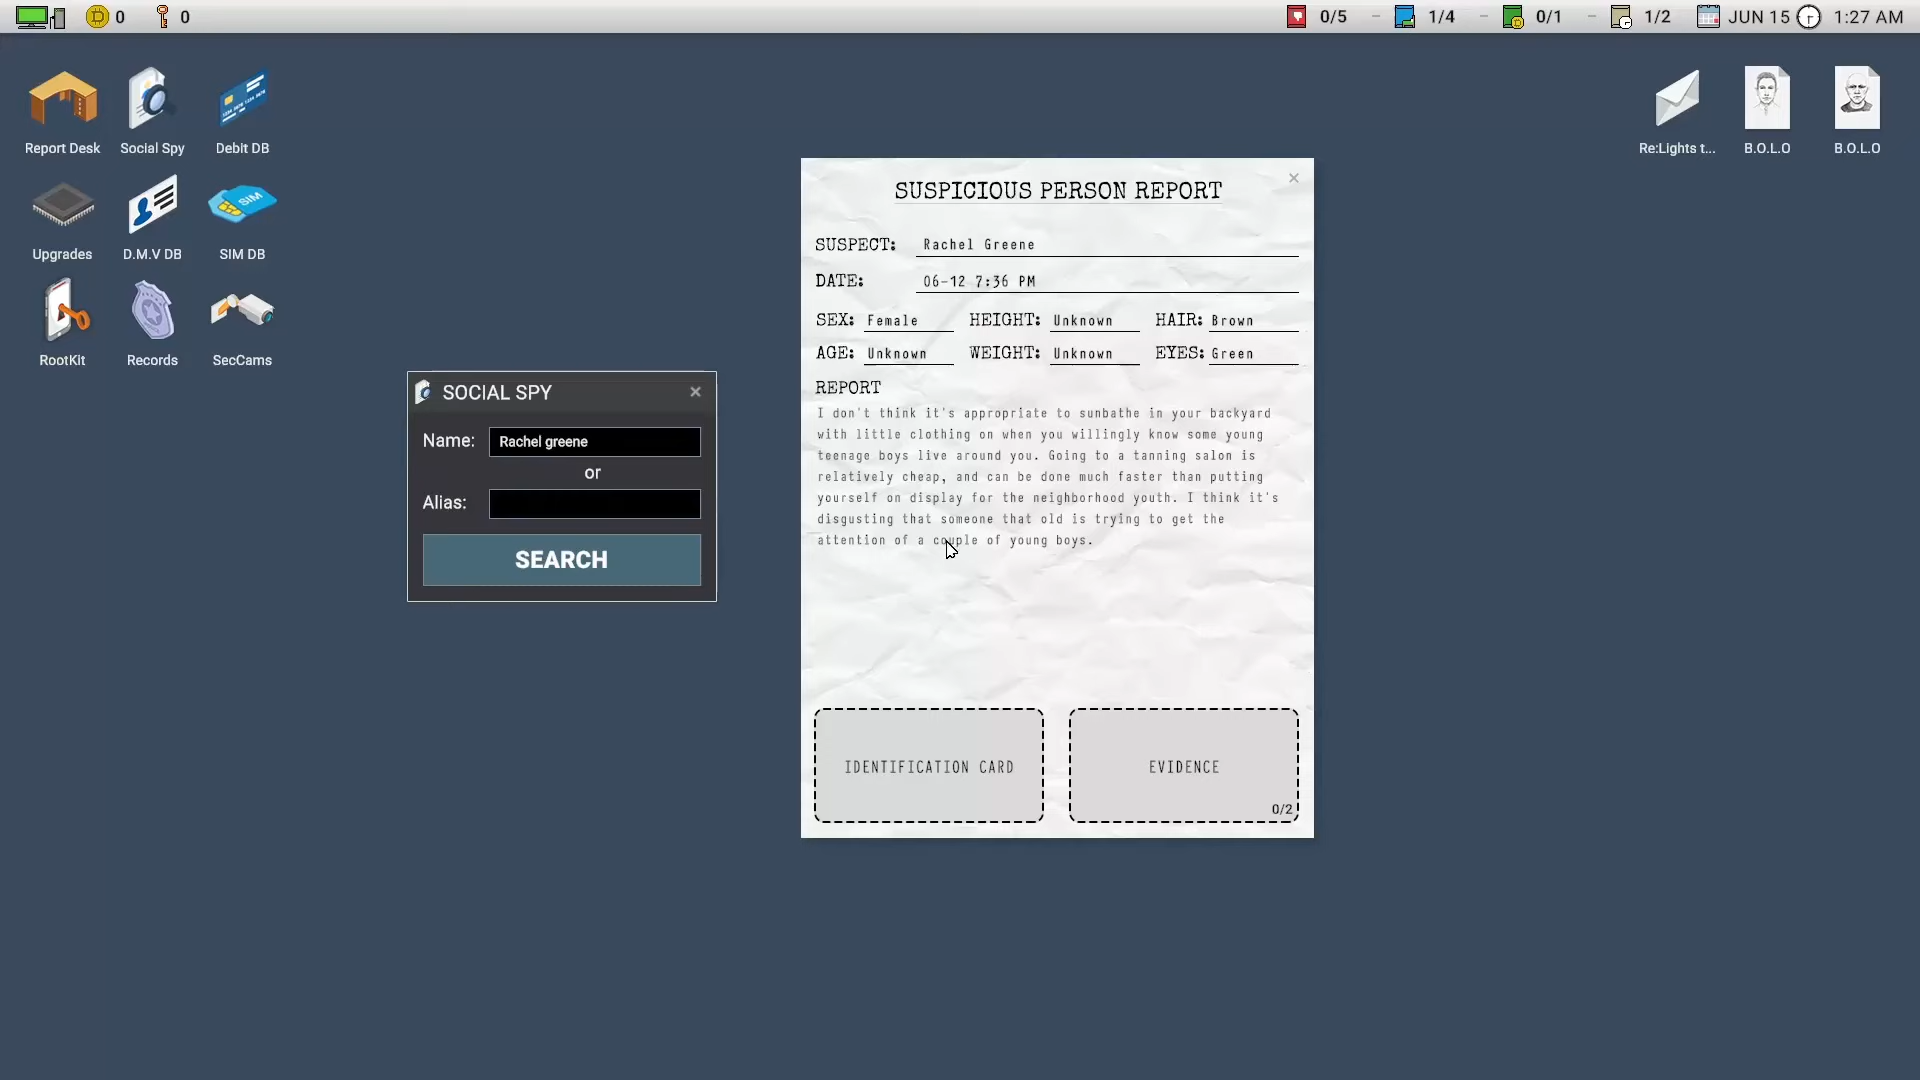 0 0 0/5 - 1/4 - 0/1 - 1/2 JUN 15 1:27 AM
Report Desk Social Spy Debit DB
Re:Lights t... B.O.L.O B.O.L.O
SIM
Upgrades D.M.V DB SIM DB
RootKit Records SecCams
SOCIAL SPY ×
Name: Rachel greene
or
Alias:
SEARCH
×
SUSPICIOUS PERSON REPORT
SUSPECT: Rachel Greene
DATE: 06-12 7:36 PM
SEX: Female HEIGHT: Unknown HAIR: Brown
AGE: Unknown WEIGHT: Unknown EYES: Green
REPORT
I don't think it's appropriate to sunbathe in your backyard
with little clothing on when you willingly know some young
teenage boys live around you. Going to a tanning salon is
relatively cheap, and can be done much faster than putting
yourself on display for the neighborhood youth. I think it's
disgusting that someone that old is trying to get the
attention of a couple of young boys.
IDENTIFICATION CARD EVIDENCE
0/2